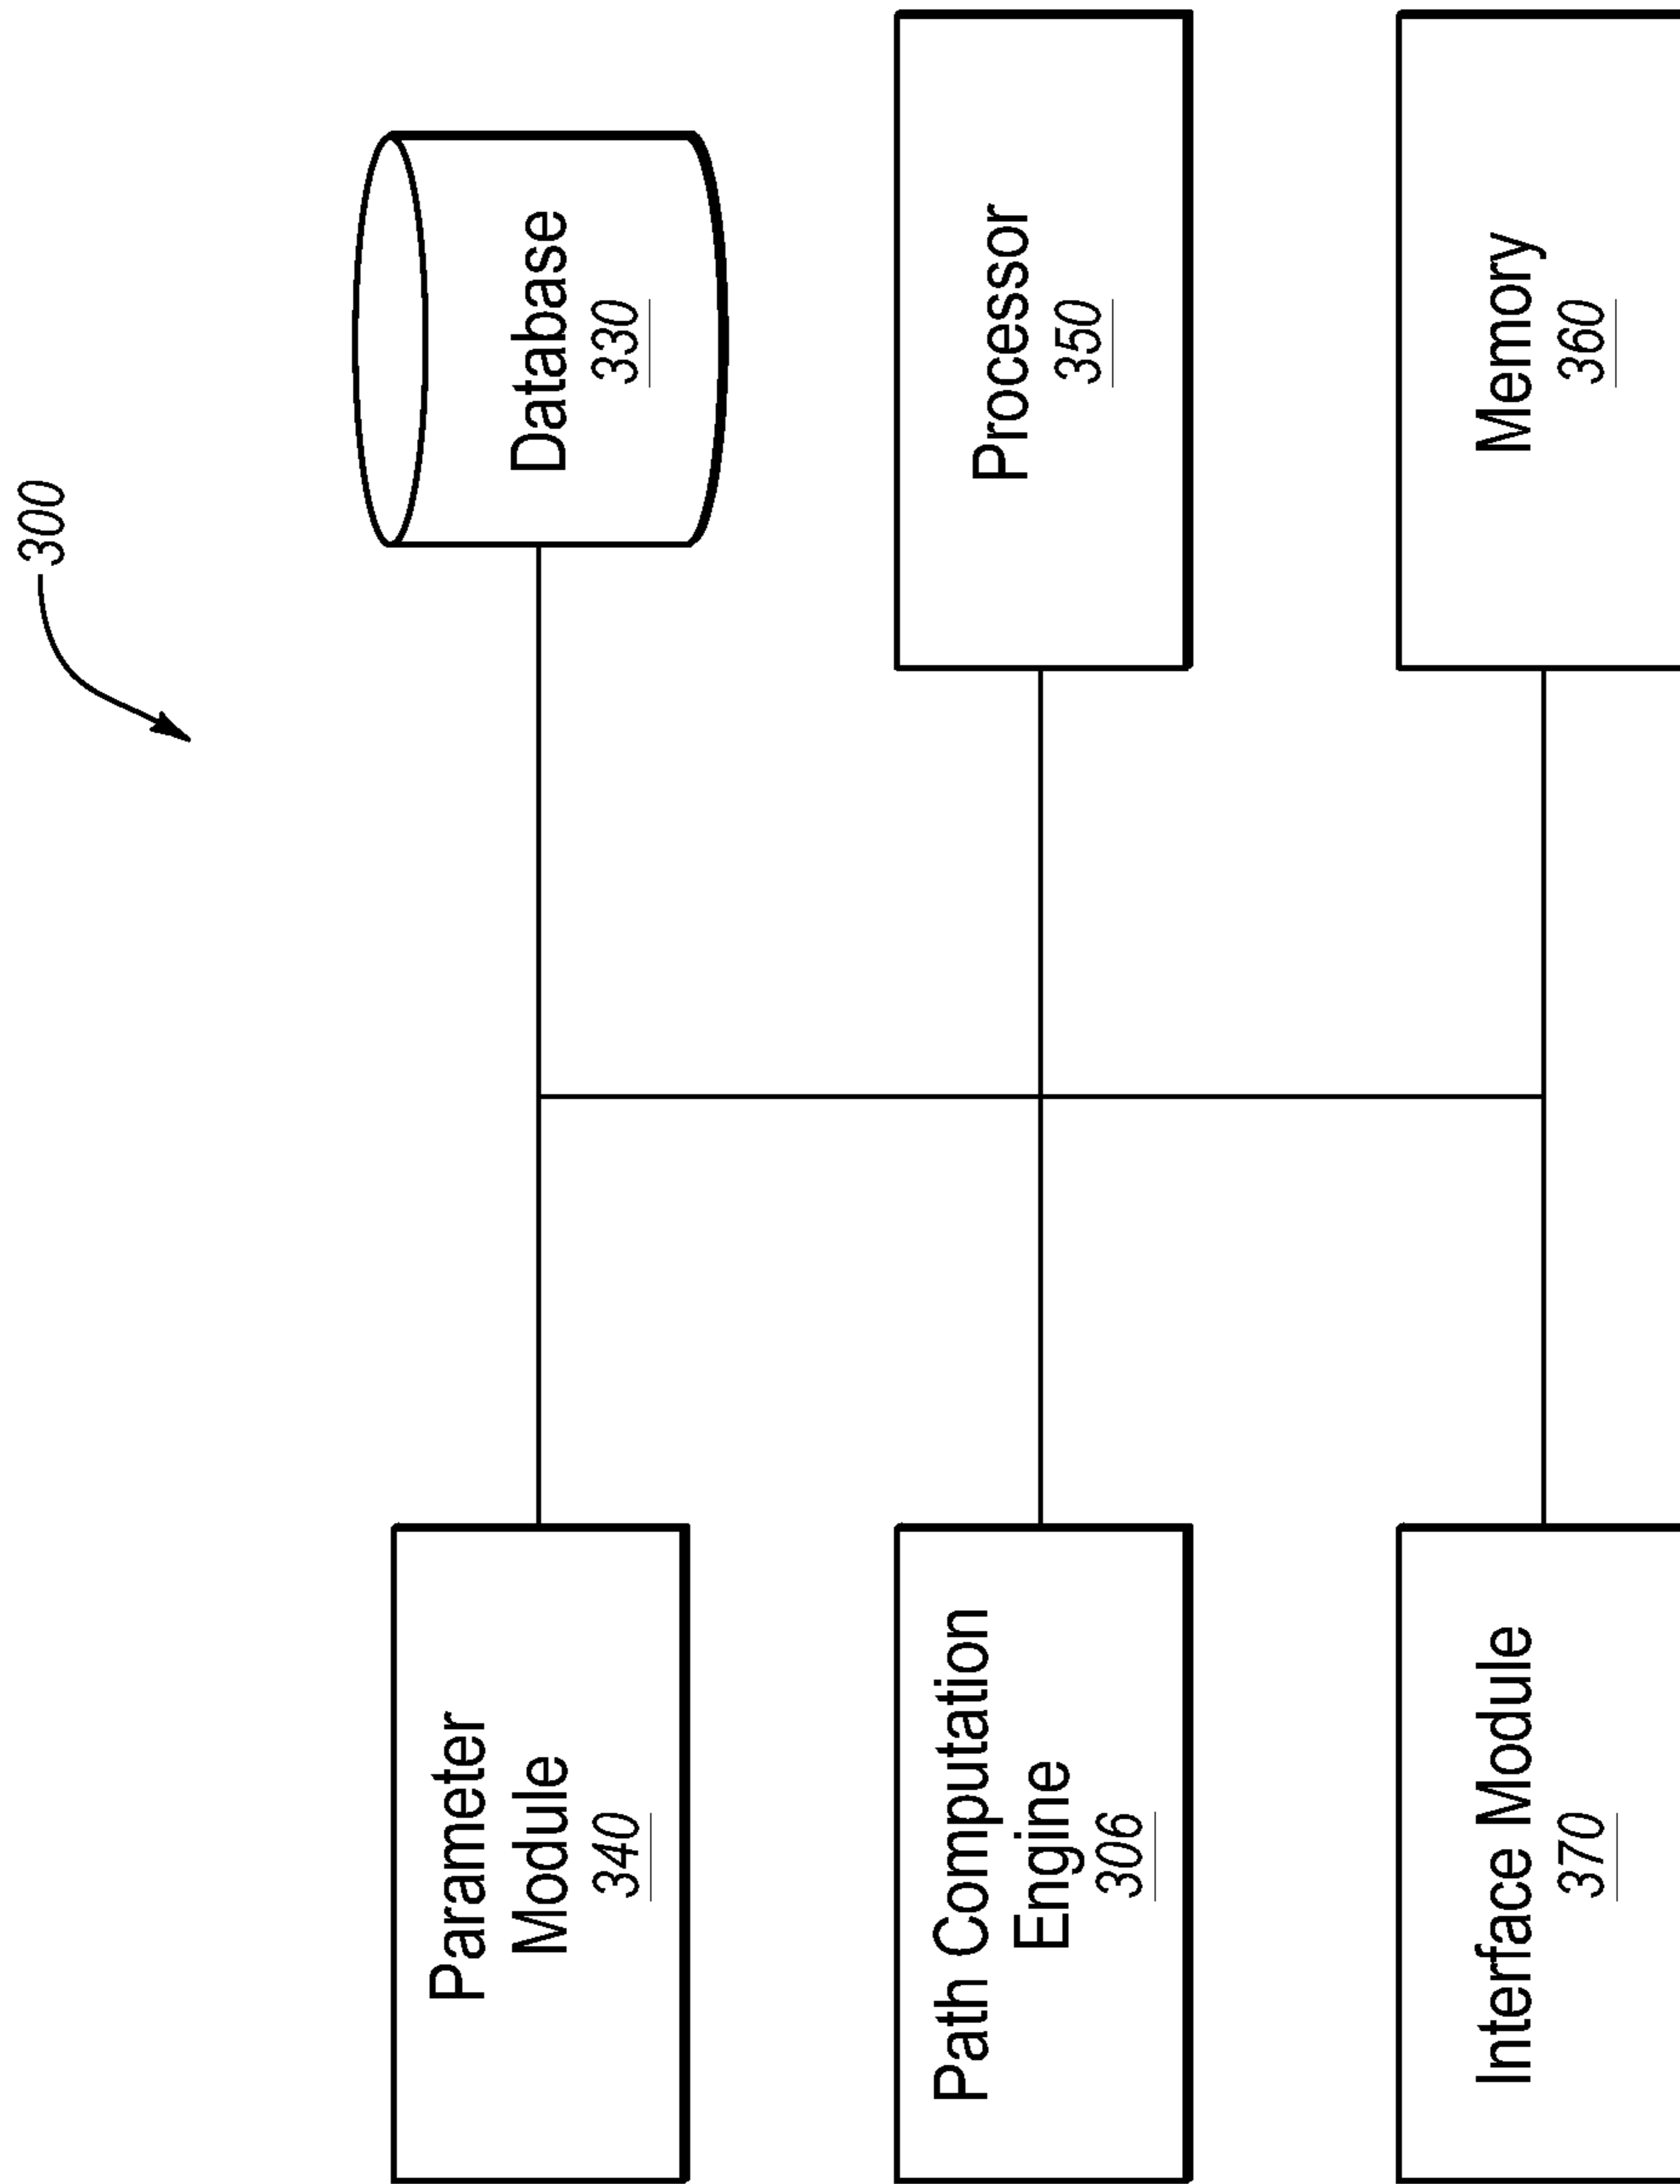 300
Parameter
Module
340
Database
330
Path Computation
Engine
306
Processor
350
Interface Module
370
Memory
360